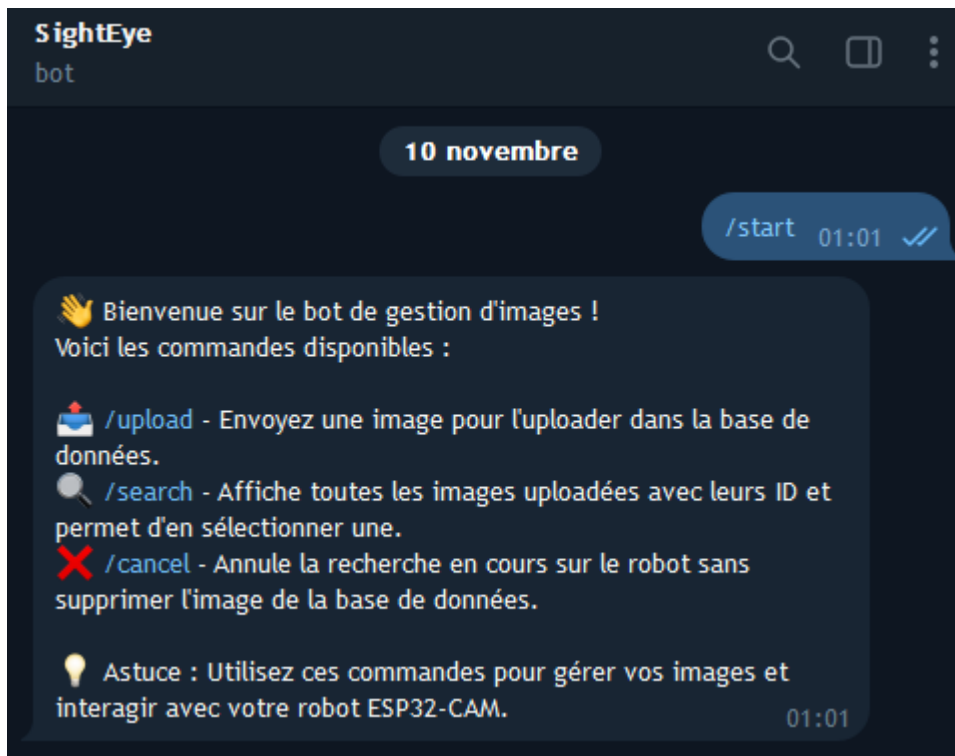 SightEye
bot
10 novembre
/start 01:01
👋 Bienvenue sur le bot de gestion d'images !
Voici les commandes disponibles :
📤 /upload - Envoyez une image pour l'uploader dans la base de
données.
🔍 /search - Affiche toutes les images uploadées avec leurs ID et
permet d'en sélectionner une.
❌ /cancel - Annule la recherche en cours sur le robot sans
supprimer l'image de la base de données.
💡 Astuce : Utilisez ces commandes pour gérer vos images et
interagir avec votre robot ESP32-CAM.
01:01